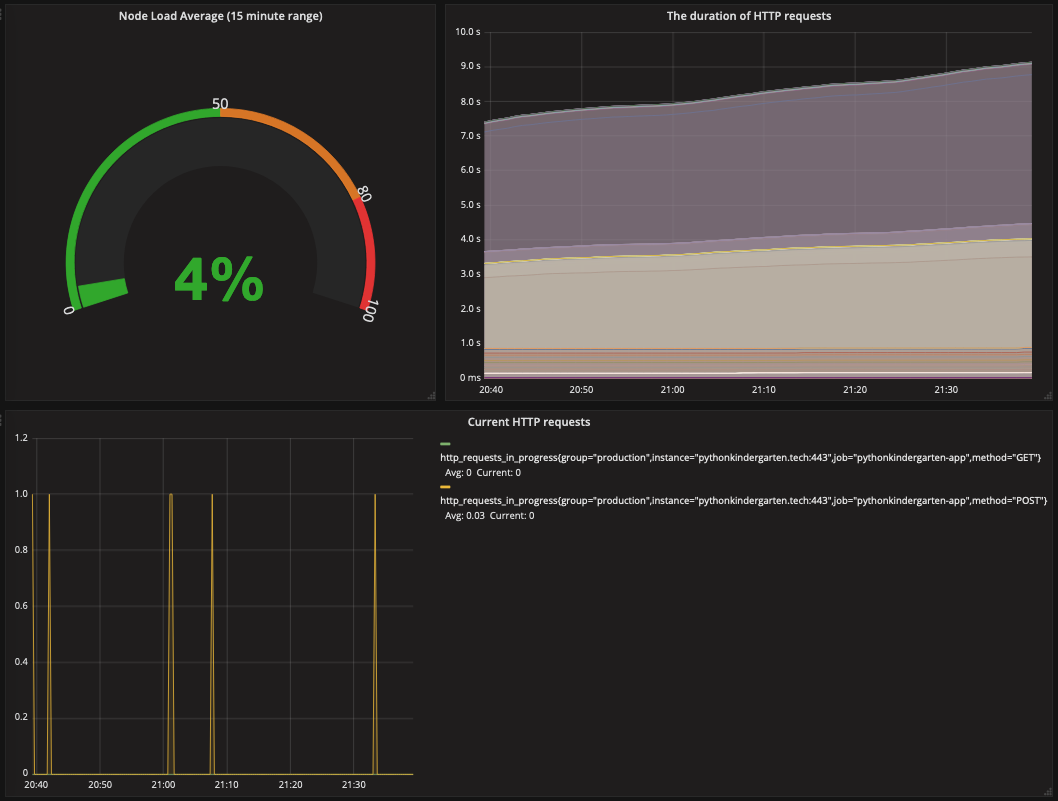 Node Load Average (15 minute range)
50
80
0
100
4%
The duration of HTTP requests
10.0 s
9.0 s
8.0 s
7.0 s
6.0 s
5.0 s
4.0 s
3.0 s
2.0 s
1.0 s
0 ms
20:40 20:50 21:00 21:10 21:20 21:30
Current HTTP requests
1.2
1.0
0.8
0.6
0.4
0.2
0
20:40 20:50 21:00 21:10 21:20 21:30
http_requests_in_progress{group="production",instance="pythonkindergarten.tech:443",job="pythonkindergarten-app",method="GET"}
Avg: 0 Current: 0
http_requests_in_progress{group="production",instance="pythonkindergarten.tech:443",job="pythonkindergarten-app",method="POST"}
Avg: 0.03 Current: 0